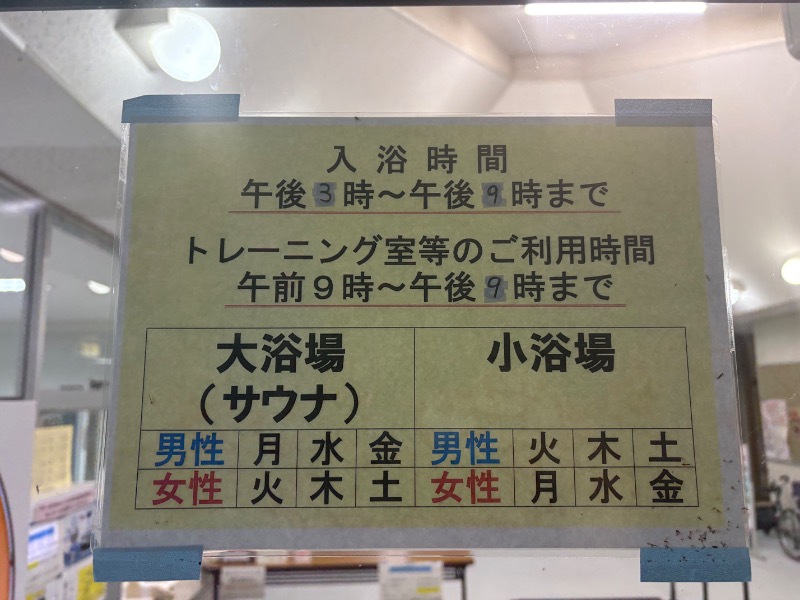 入浴時間
午後3時～午後9時まで
トレーニング室等のご利用時間
午前9時～午後9時まで
大浴場 小浴場
(サウナ)
男性 月 水 金 男性 火 木 土
女性 火 木 土 女性 月 水 金